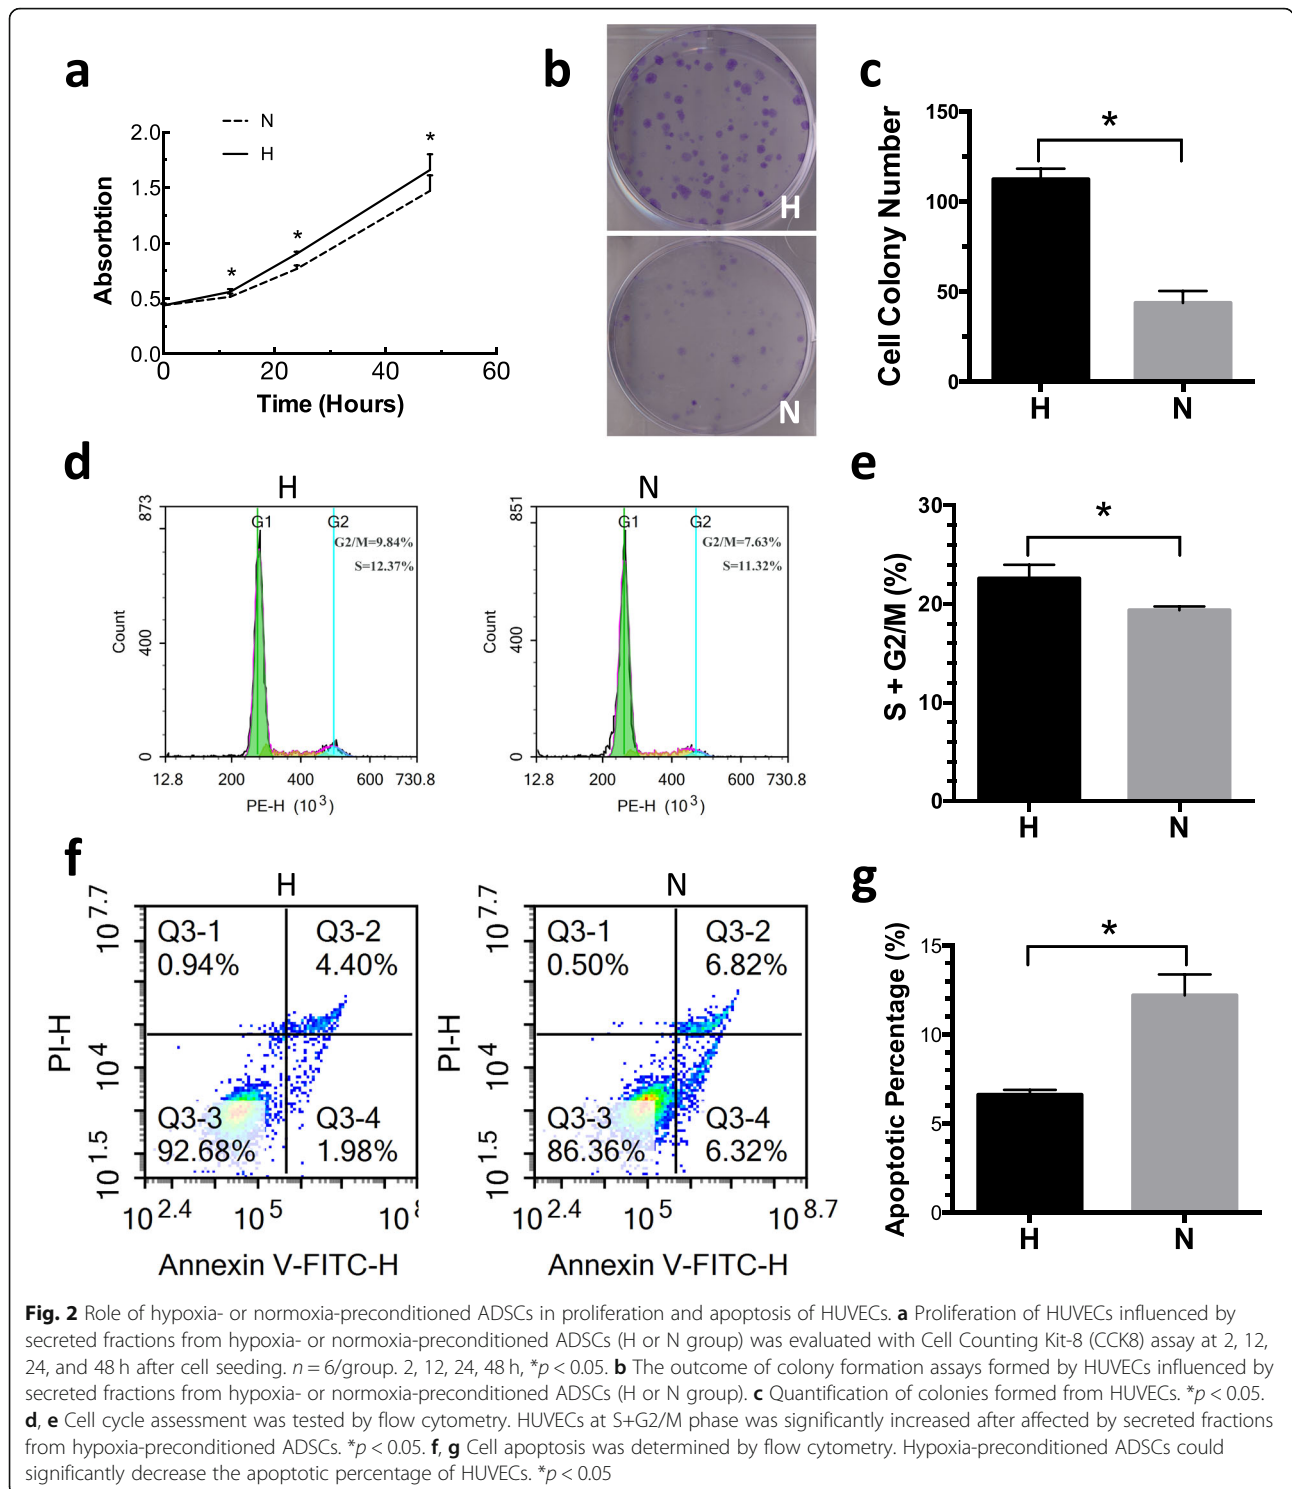 a
N
H
2.0
1.5
1.0
0.5
0.0
*
*
*
0
20
40
60
Absorbtion
Time (Hours)
b
H
N
c
150
100
50
0
*
Cell Colony Number
H
N
d
H
873
400
0
G1
G2
G2/M=9.84%
S=12.37%
Count
12.8
200
400
600
730.8
PE-H (10^3)
N
851
400
0
G1
G2
G2/M=7.63%
S=11.32%
Count
12.8
200
400
600
730.8
PE-H (10^3)
e
30
20
10
0
*
S + G2/M (%)
H
N
f
H
10^7.7
10^4
10^1.5
PI-H
Q3-1
0.94%
Q3-2
4.40%
Q3-3
92.68%
Q3-4
1.98%
10^2.4
10^5
Annexin V-FITC-H
N
10^7.7
10^4
10^1.5
PI-H
Q3-1
0.50%
Q3-2
6.82%
Q3-3
86.36%
Q3-4
6.32%
10^2.4
10^5
10^8.7
Annexin V-FITC-H
g
15
10
5
0
*
Apoptotic Percentage (%)
H
N
Fig. 2 Role of hypoxia- or normoxia-preconditioned ADSCs in proliferation and apoptosis of HUVECs. a Proliferation of HUVECs influenced by
secreted fractions from hypoxia- or normoxia-preconditioned ADSCs (H or N group) was evaluated with Cell Counting Kit-8 (CCK8) assay at 2, 12,
24, and 48 h after cell seeding. n = 6/group. 2, 12, 24, 48 h, *p < 0.05. b The outcome of colony formation assays formed by HUVECs influenced by
secreted fractions from hypoxia- or normoxia-preconditioned ADSCs (H or N group). c Quantification of colonies formed from HUVECs. *p < 0.05.
d, e Cell cycle assessment was tested by flow cytometry. HUVECs at S+G2/M phase was significantly increased after affected by secreted fractions
from hypoxia-preconditioned ADSCs. *p < 0.05. f, g Cell apoptosis was determined by flow cytometry. Hypoxia-preconditioned ADSCs could
significantly decrease the apoptotic percentage of HUVECs. *p < 0.05